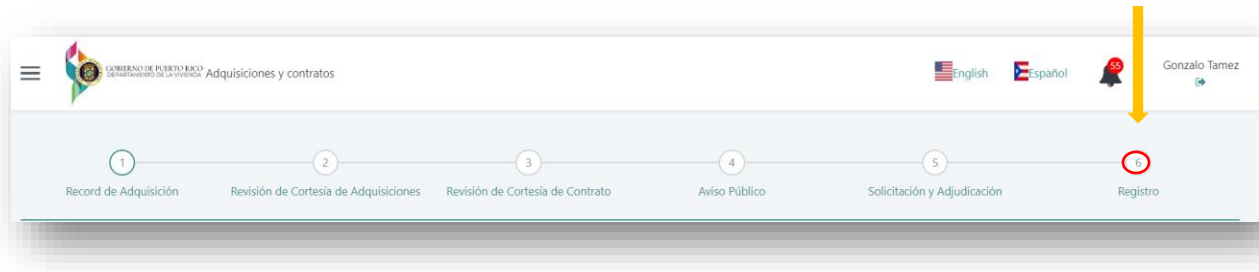 GOBIERNO DE PUERTO RICO
DEPARTAMENTO DE LA VIVIENDA
Adquisiciones y contratos
English
Español
55
Gonzalo Tamez
1
2
3
4
5
6
Record de Adquisición
Revisión de Cortesía de Adquisiciones
Revisión de Cortesía de Contrato
Aviso Público
Solicitación y Adjudicación
Registro